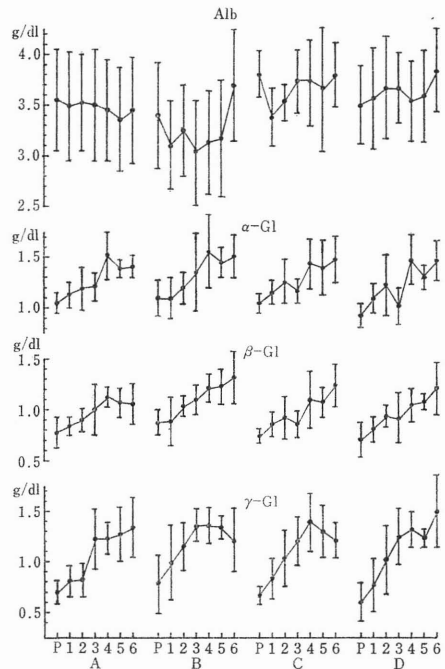 g/dl Alb
4.0
3.5
3.0
2.5
g/dl α-Gl
1.5
1.0
g/dl β-Gl
1.5
1.0
0.5
g/dl γ-Gl
1.5
1.0
0.5
P 1 2 3 4 5 6 P 1 2 3 4 5 6 P 1 2 3 4 5 6 P 1 2 3 4 5 6
A B C D